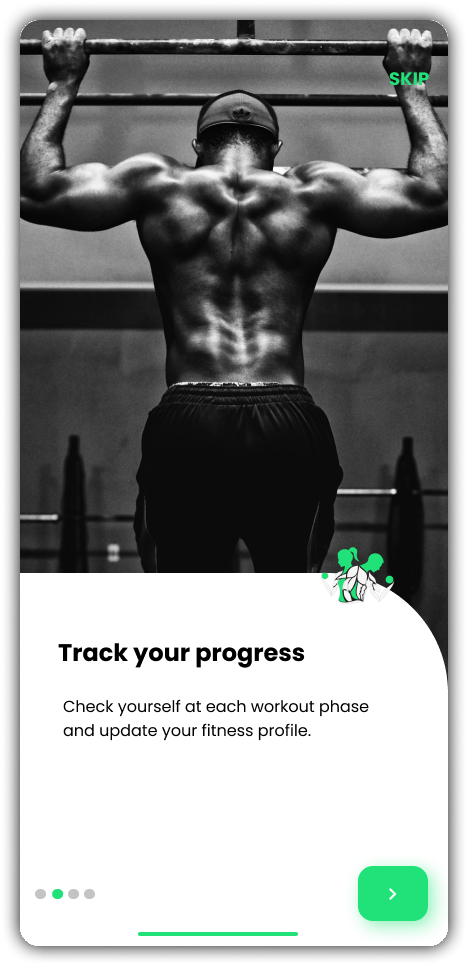 SKIP
Track your progress
Check yourself at each workout phase
and update your fitness profile.